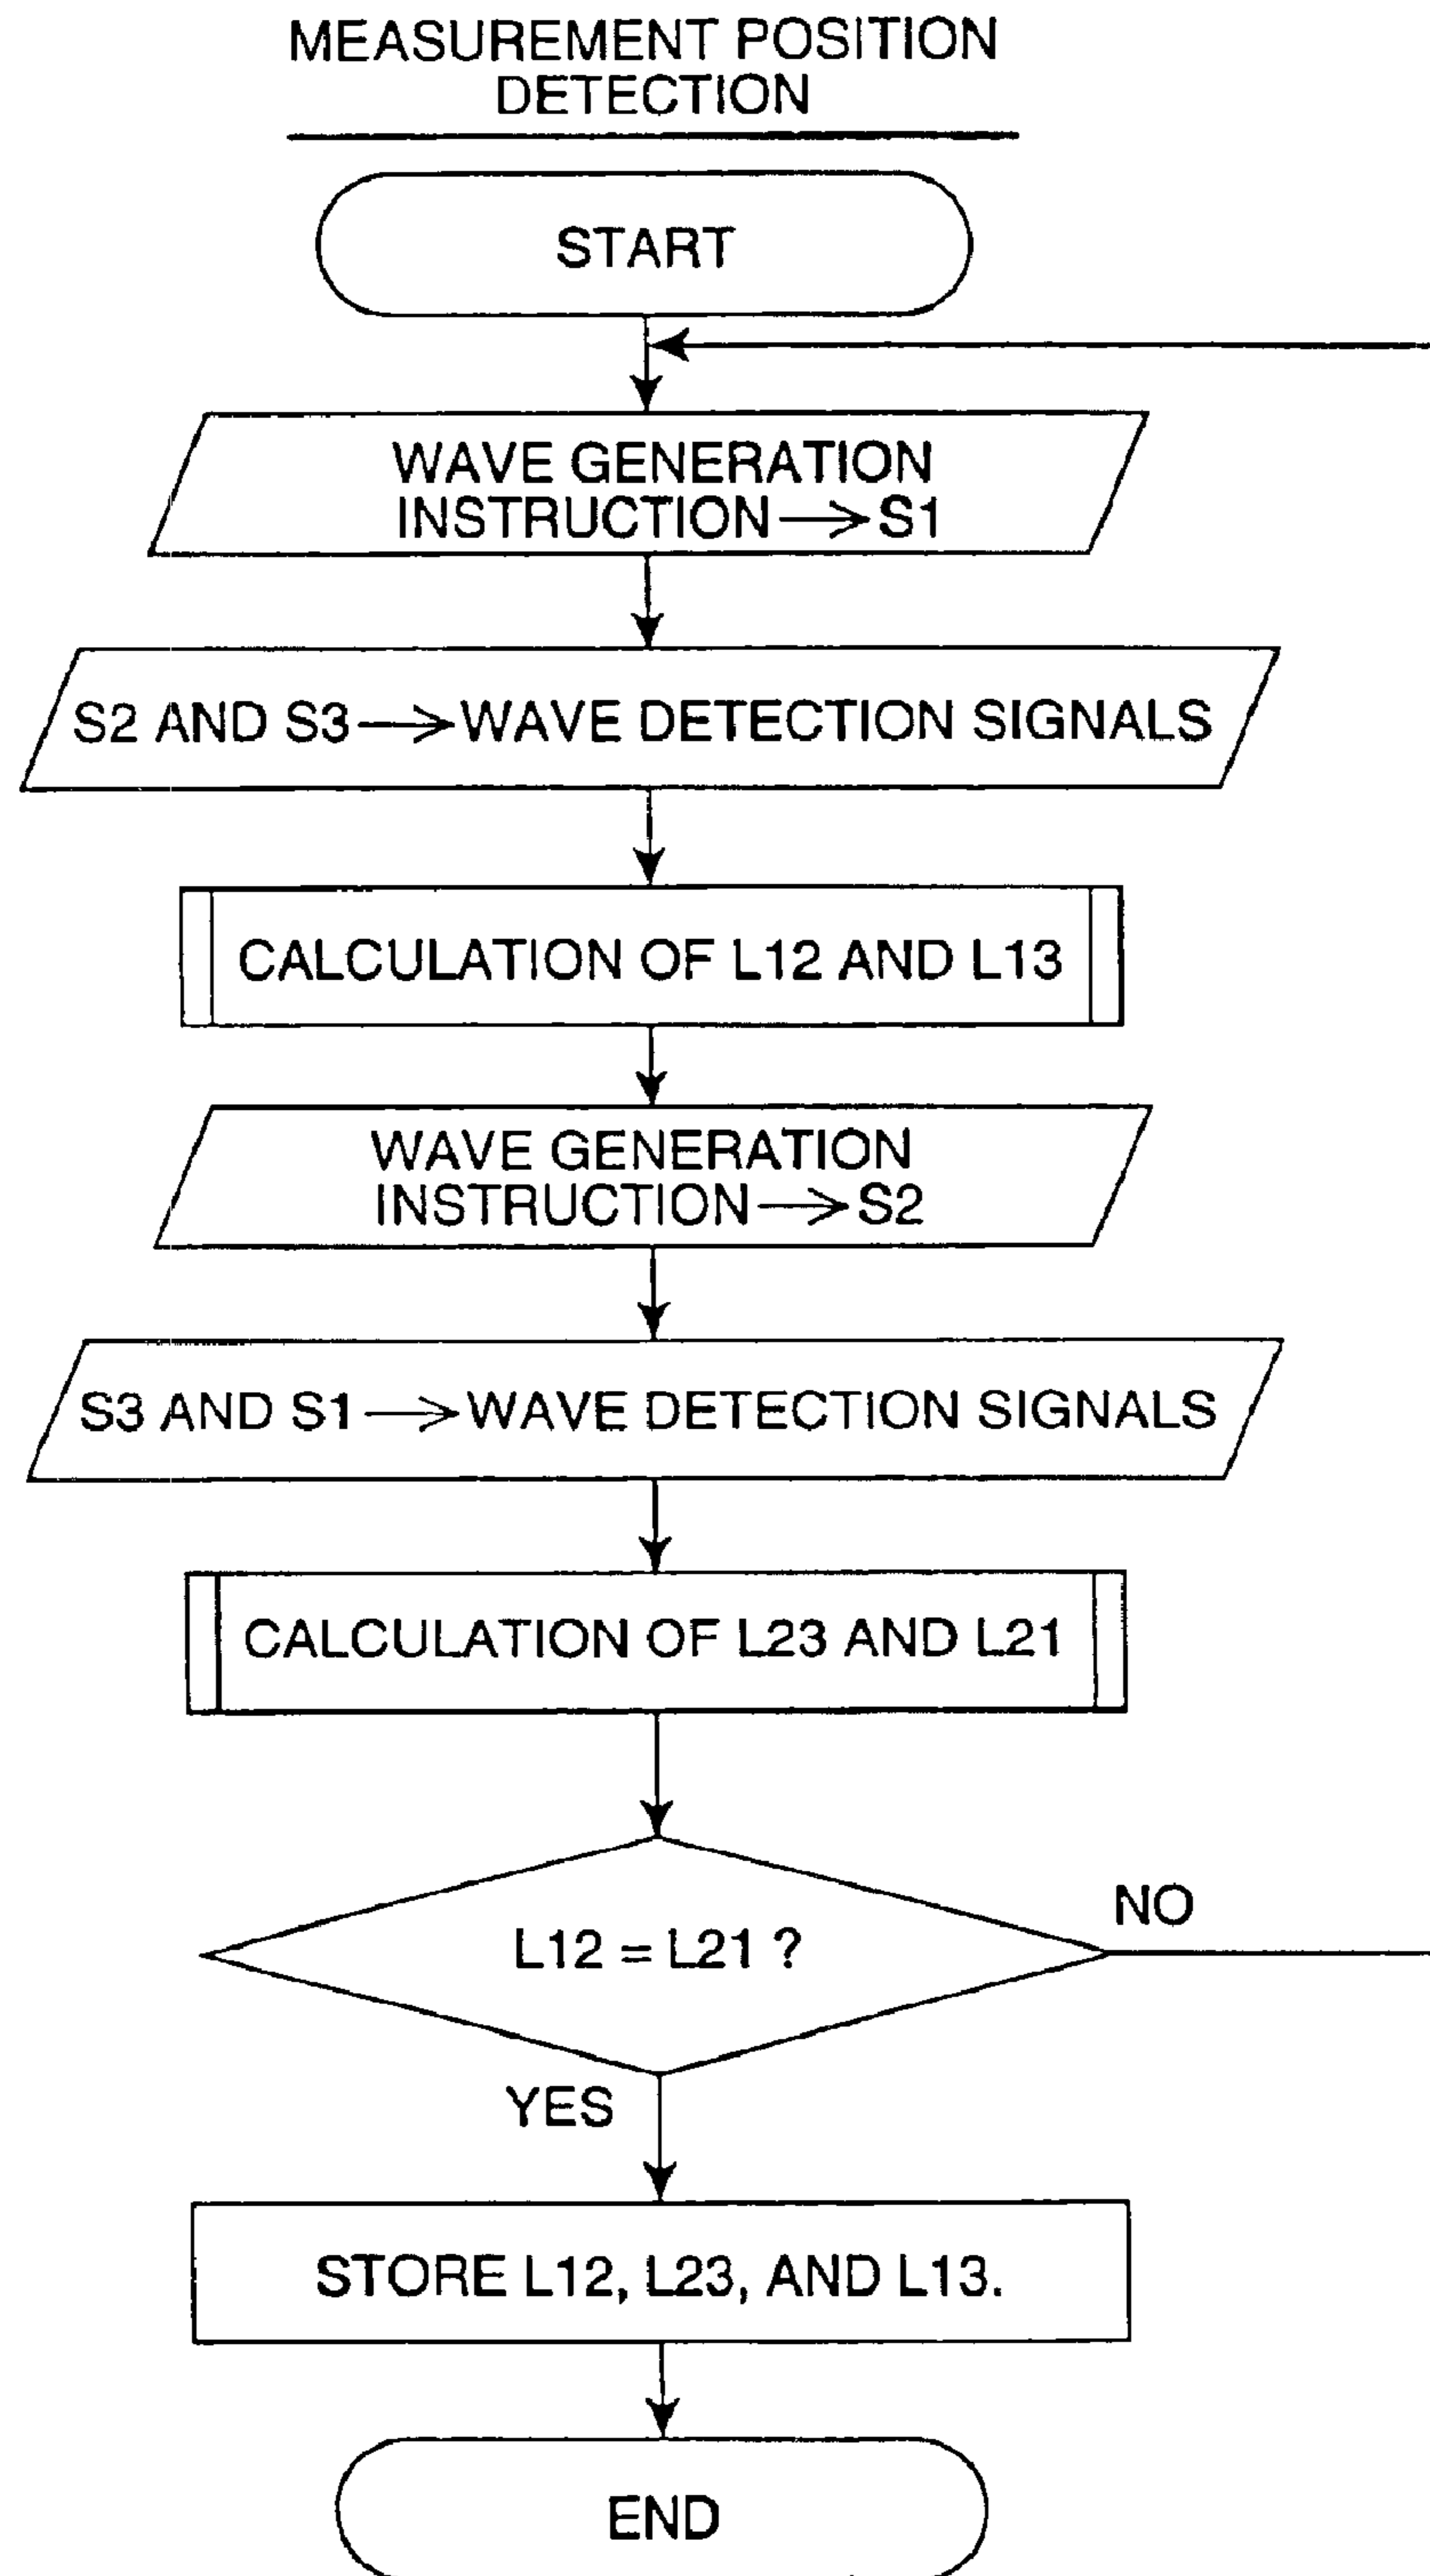 MEASUREMENT POSITION
DETECTION
START
WAVE GENERATION
INSTRUCTION→S1
S2 AND S3→WAVE DETECTION SIGNALS
CALCULATION OF L12 AND L13
WAVE GENERATION
INSTRUCTION→S2
S3 AND S1→WAVE DETECTION SIGNALS
CALCULATION OF L23 AND L21
L12 = L21 ?
NO
YES
STORE L12, L23, AND L13.
END